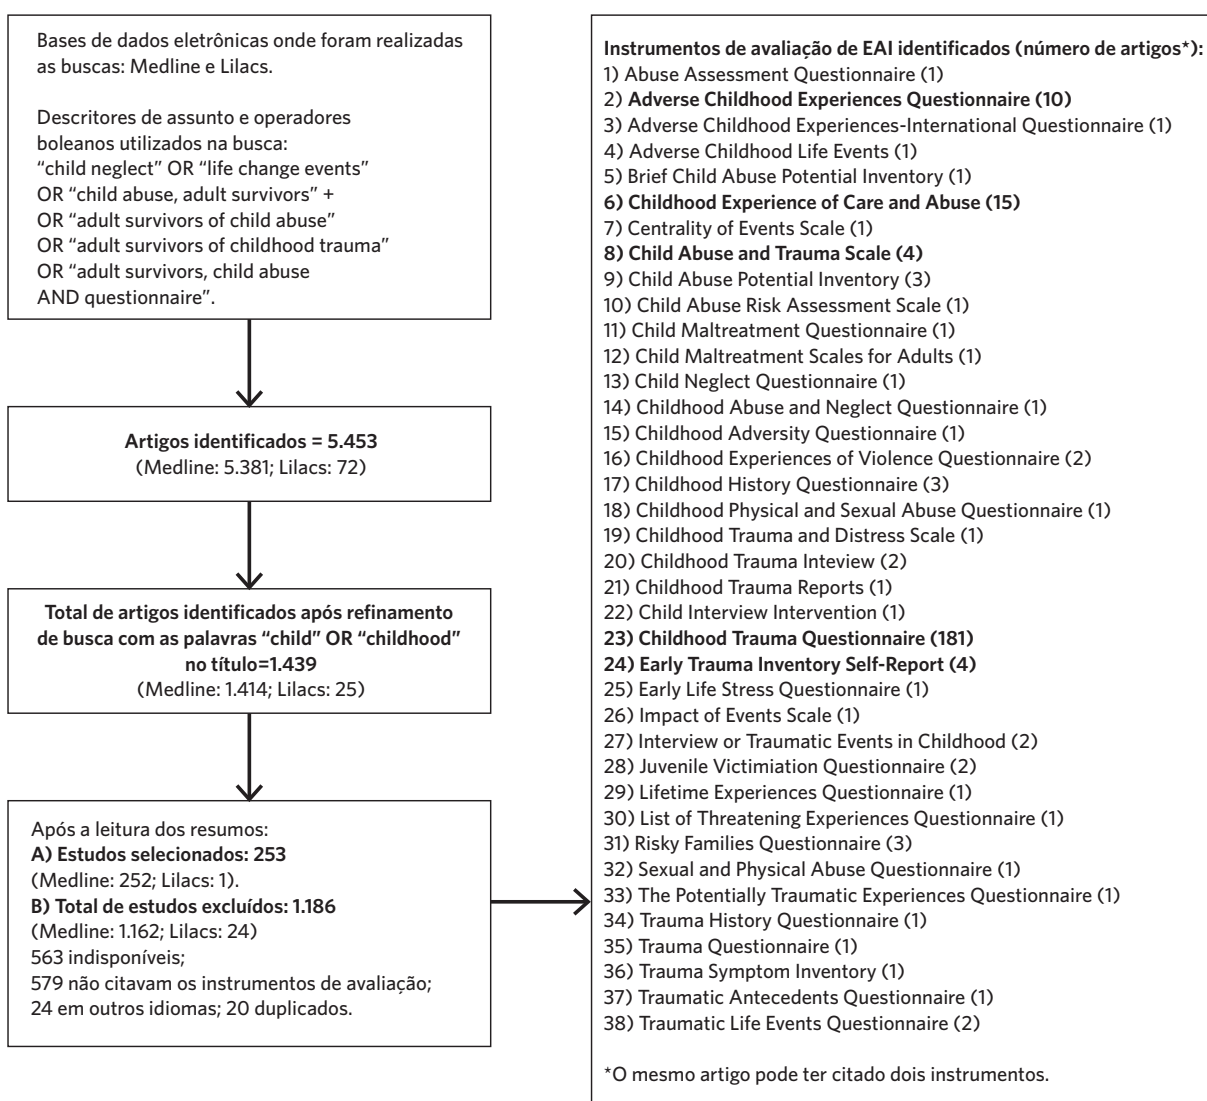 Bases de dados eletrônicas onde foram realizadas
as buscas: Medline e Lilacs.
Descritores de assunto e operadores
boleanos utilizados na busca:
“child neglect” OR “life change events”
OR “child abuse, adult survivors” +
OR “adult survivors of child abuse”
OR “adult survivors of childhood trauma”
OR “adult survivors, child abuse
AND questionnaire”.
Artigos identificados = 5.453
(Medline: 5.381; Lilacs: 72)
Total de artigos identificados após refinamento
de busca com as palavras “child” OR “childhood”
no título=1.439
(Medline: 1.414; Lilacs: 25)
Após a leitura dos resumos:
A) Estudos selecionados: 253
(Medline: 252; Lilacs: 1).
B) Total de estudos excluídos: 1.186
(Medline: 1.162; Lilacs: 24)
563 indisponíveis;
579 não citavam os instrumentos de avaliação;
24 em outros idiomas; 20 duplicados.
Instrumentos de avaliação de EAI identificados (número de artigos*):
1) Abuse Assessment Questionnaire (1)
2) Adverse Childhood Experiences Questionnaire (10)
3) Adverse Childhood Experiences-International Questionnaire (1)
4) Adverse Childhood Life Events (1)
5) Brief Child Abuse Potential Inventory (1)
6) Childhood Experience of Care and Abuse (15)
7) Centrality of Events Scale (1)
8) Child Abuse and Trauma Scale (4)
9) Child Abuse Potential Inventory (3)
10) Child Abuse Risk Assessment Scale (1)
11) Child Maltreatment Questionnaire (1)
12) Child Maltreatment Scales for Adults (1)
13) Child Neglect Questionnaire (1)
14) Childhood Abuse and Neglect Questionnaire (1)
15) Childhood Adversity Questionnaire (1)
16) Childhood Experiences of Violence Questionnaire (2)
17) Childhood History Questionnaire (3)
18) Childhood Physical and Sexual Abuse Questionnaire (1)
19) Childhood Trauma and Distress Scale (1)
20) Childhood Trauma Inteview (2)
21) Childhood Trauma Reports (1)
22) Child Interview Intervention (1)
23) Childhood Trauma Questionnaire (181)
24) Early Trauma Inventory Self-Report (4)
25) Early Life Stress Questionnaire (1)
26) Impact of Events Scale (1)
27) Interview or Traumatic Events in Childhood (2)
28) Juvenile Victimiation Questionnaire (2)
29) Lifetime Experiences Questionnaire (1)
30) List of Threatening Experiences Questionnaire (1)
31) Risky Families Questionnaire (3)
32) Sexual and Physical Abuse Questionnaire (1)
33) The Potentially Traumatic Experiences Questionnaire (1)
34) Trauma History Questionnaire (1)
35) Trauma Questionnaire (1)
36) Trauma Symptom Inventory (1)
37) Traumatic Antecedents Questionnaire (1)
38) Traumatic Life Events Questionnaire (2)
*O mesmo artigo pode ter citado dois instrumentos.